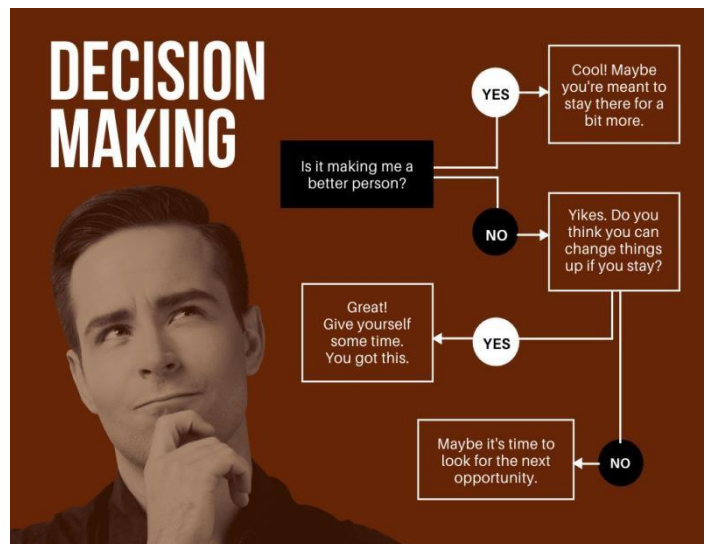 DECISION
MAKING
Is it making me a
better person?
YES
Cool! Maybe
you're meant to
stay there for a
bit more.
NO
Yikes. Do you
think you can
change things
up if you stay?
YES
Great!
Give yourself
some time.
You got this.
NO
Maybe it's time to
look for the next
opportunity.